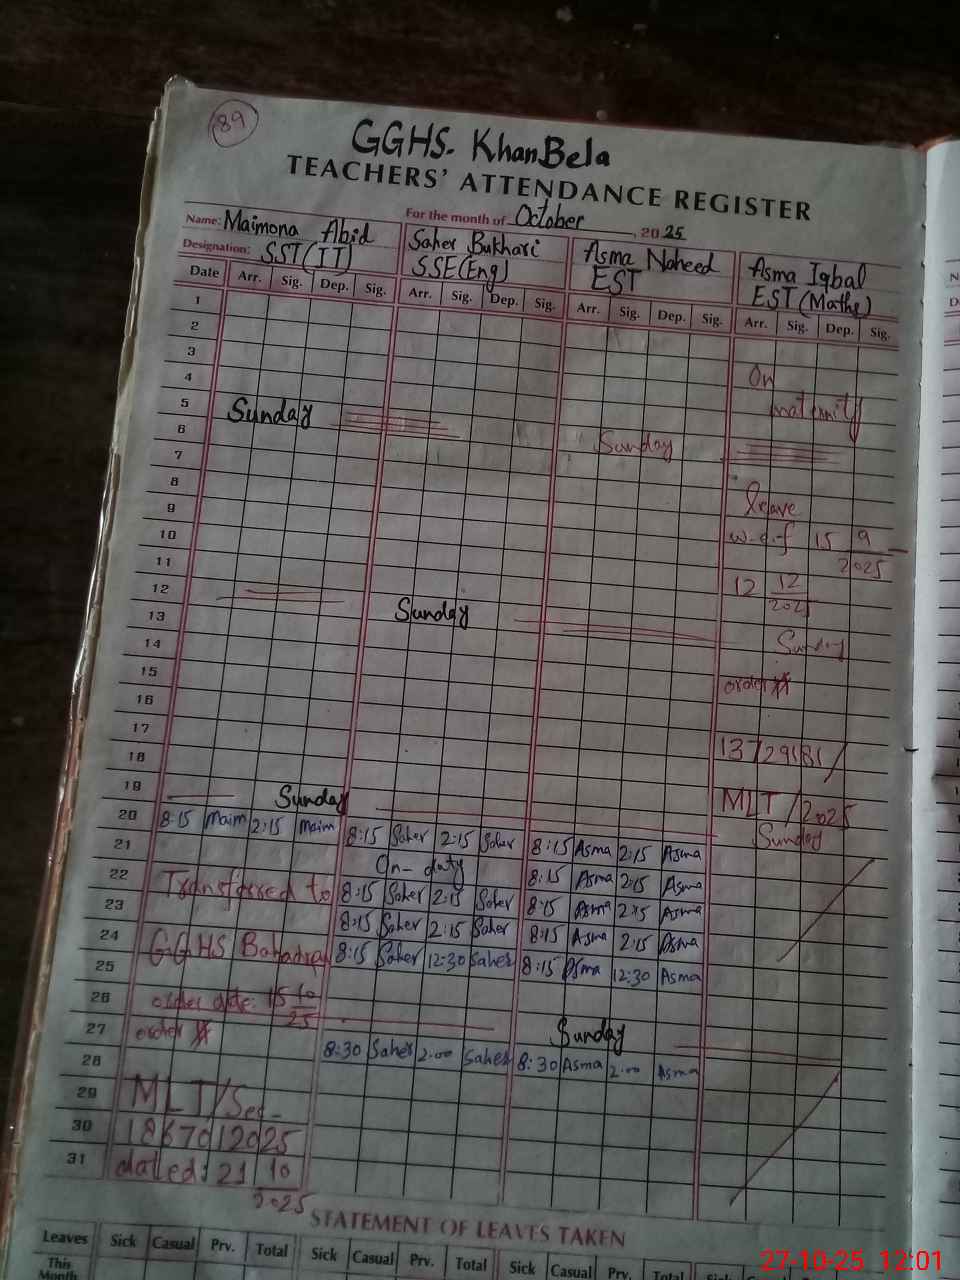 89
GGHS. KhanBela
TEACHERS' ATTENDANCE REGISTER
For the month of October, 2025
Name: Maimona Abid Saher Bukhari Asma Naheed Asma Iqbal
Designation: SST(IT) SSE(Eng) EST EST (Maths)
Date Arr. Sig. Dep. Sig. Arr. Sig. Dep. Sig. Arr. Sig. Dep. Sig. Arr. Sig. Dep. Sig.
1
2
3 On
4 maternity
5 Sunday
6 Sunday
7
8 leave
9 w.e.f 15 9
10 2025
11 12 12
12 2025
13 Sunday
14 Sunday
15 order #
16
17 13729181/
18
19 Sunday MLT/2025
20 8:15 Maim 2:15 Maim 8:15 Saher 2:15 Saher 8:15 Asma 2:15 Asma Sunday
21 On-duty 8:15 Asma 2:15 Asma
22 Transferred to 8:15 Saher 2:15 Saher 8:15 Asma 2:15 Asma
23 8:15 Saher 2:15 Saher 8:15 Asma 2:15 Asma
24 GGHS 8:15 Saher 12:30 Saher 8:15 Asma 12:30 Asma
25
26 order date: 15 10 Sunday
25
27 order # 8:30 Saher 2:00 Saher 8:30 Asma 2:00 Asma
28
29 MLT/
30 1867012025
31 dated: 21 10
2025
STATEMENT OF LEAVES TAKEN
Leaves Sick Casual Prv. Total Sick Casual Prv. Total Sick Casual Prv. Total Sick
This
Month
27-10-25 12:01